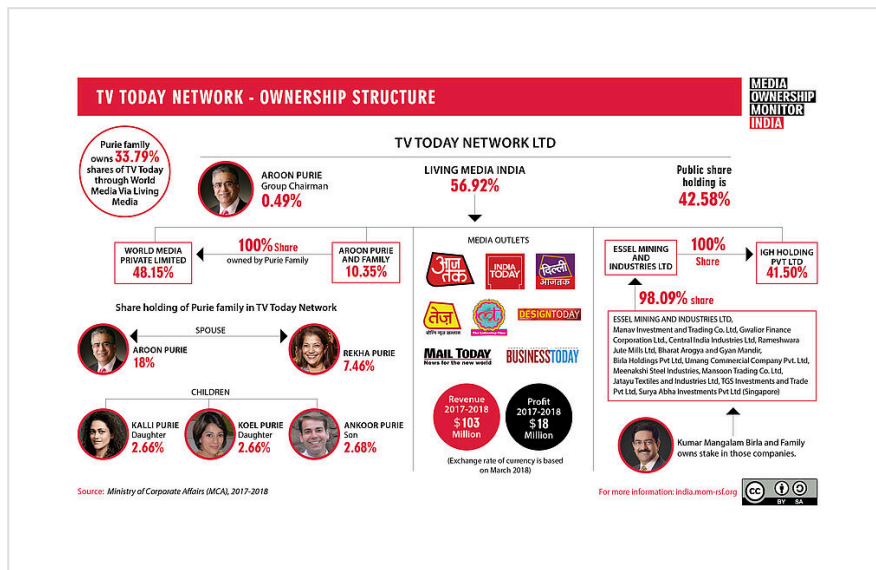 TV TODAY NETWORK - OWNERSHIP STRUCTURE
MEDIA
OWNERSHIP
MONITOR
INDIA
Purie family
owns 33.79%
shares of TV Today
through World
Media Via Living
Media
TV TODAY NETWORK LTD
AROON PURIE
Group Chairman
0.49%
LIVING MEDIA INDIA
56.92%
Public share
holding is
42.58%
WORLD MEDIA
PRIVATE LIMITED
48.15%
100% Share
owned by Purie Family
AROON PURIE
AND FAMILY
10.35%
MEDIA OUTLETS
आज
तक
INDIA
TODAY
दिल्ली
आजतक
तेज़
DESIGN TODAY
MAIL TODAY
News for the new world
BUSINESS TODAY
ESSEL MINING
AND
INDUSTRIES LTD
100%
Share
IGH HOLDING
PVT LTD
41.50%
98.09% share
ESSEL MINING AND INDUSTRIES LTD,
Manav Investment and Trading Co. Ltd, Gwalior Finance
Corporation Ltd., Central India Industries Ltd, Rameshwara
Jute Mills Ltd, Bharat Arogya and Gyan Mandir,
Birla Holdings Pvt Ltd, Umang Commercial Company Pvt. Ltd,
Meenakshi Steel Industries, Mansoon Trading Co. Ltd,
Jatayu Textiles and Industries Ltd, TGS Investments and Trade
Pvt Ltd, Surya Abha Investments Pvt Ltd (Singapore)
Share holding of Purie family in TV Today Network
SPOUSE
AROON PURIE
18%
REKHA PURIE
7.46%
CHILDREN
KALLI PURIE
Daughter
2.66%
KOEL PURIE
Daughter
2.66%
ANKOOR PURIE
Son
2.68%
Revenue
2017-2018
$103
Million
Profit
2017-2018
$18
Million
(Exchange rate of currency is based
on March 2018)
Kumar Mangalam Birla and Family
owns stake in those companies.
Source: Ministry of Corporate Affairs (MCA), 2017-2018
For more information: india.mom-rsf.org
cc
BY SA